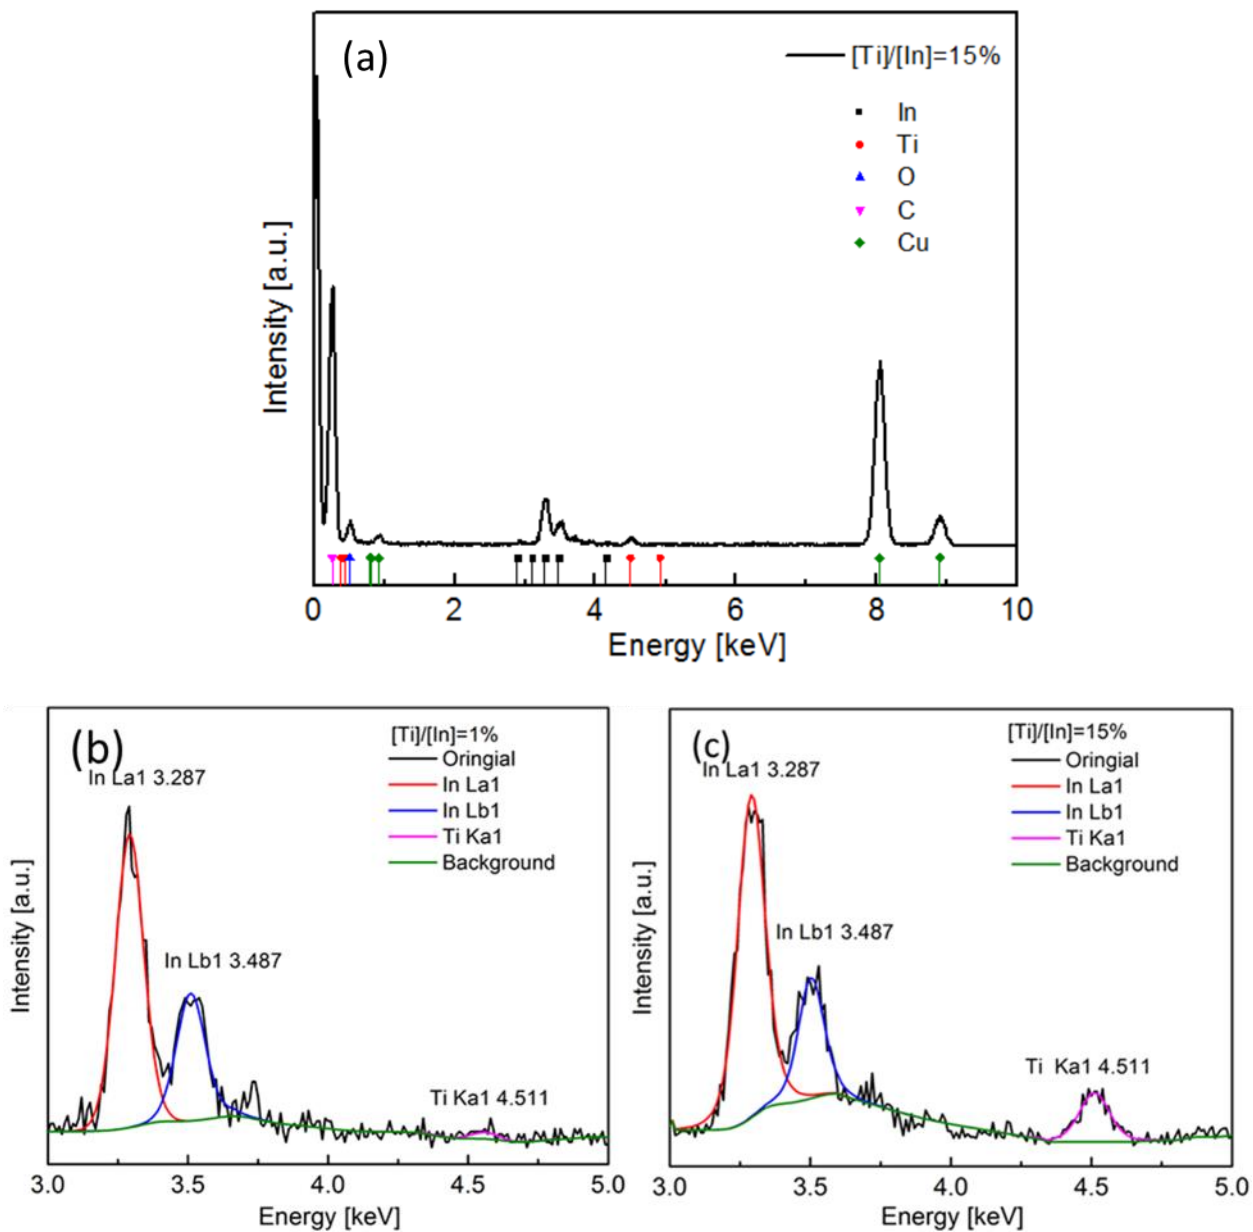 (a)
[Ti]/[In]=15%
In
Ti
O
C
Cu
Intensity [a.u.]
0 2 4 6 8 10
Energy [keV]
(b)
[Ti]/[In]=1%
Oringial
In La1
In Lb1
Ti Ka1
Background
In La1 3.287
In Lb1 3.487
Ti Ka1 4.511
Intensity [a.u.]
3.0 3.5 4.0 4.5 5.0
Energy [keV]
(c)
[Ti]/[In]=15%
Oringial
In La1
In Lb1
Ti Ka1
Background
In La1 3.287
In Lb1 3.487
Ti Ka1 4.511
Intensity [a.u.]
3.0 3.5 4.0 4.5 5.0
Energy [keV]